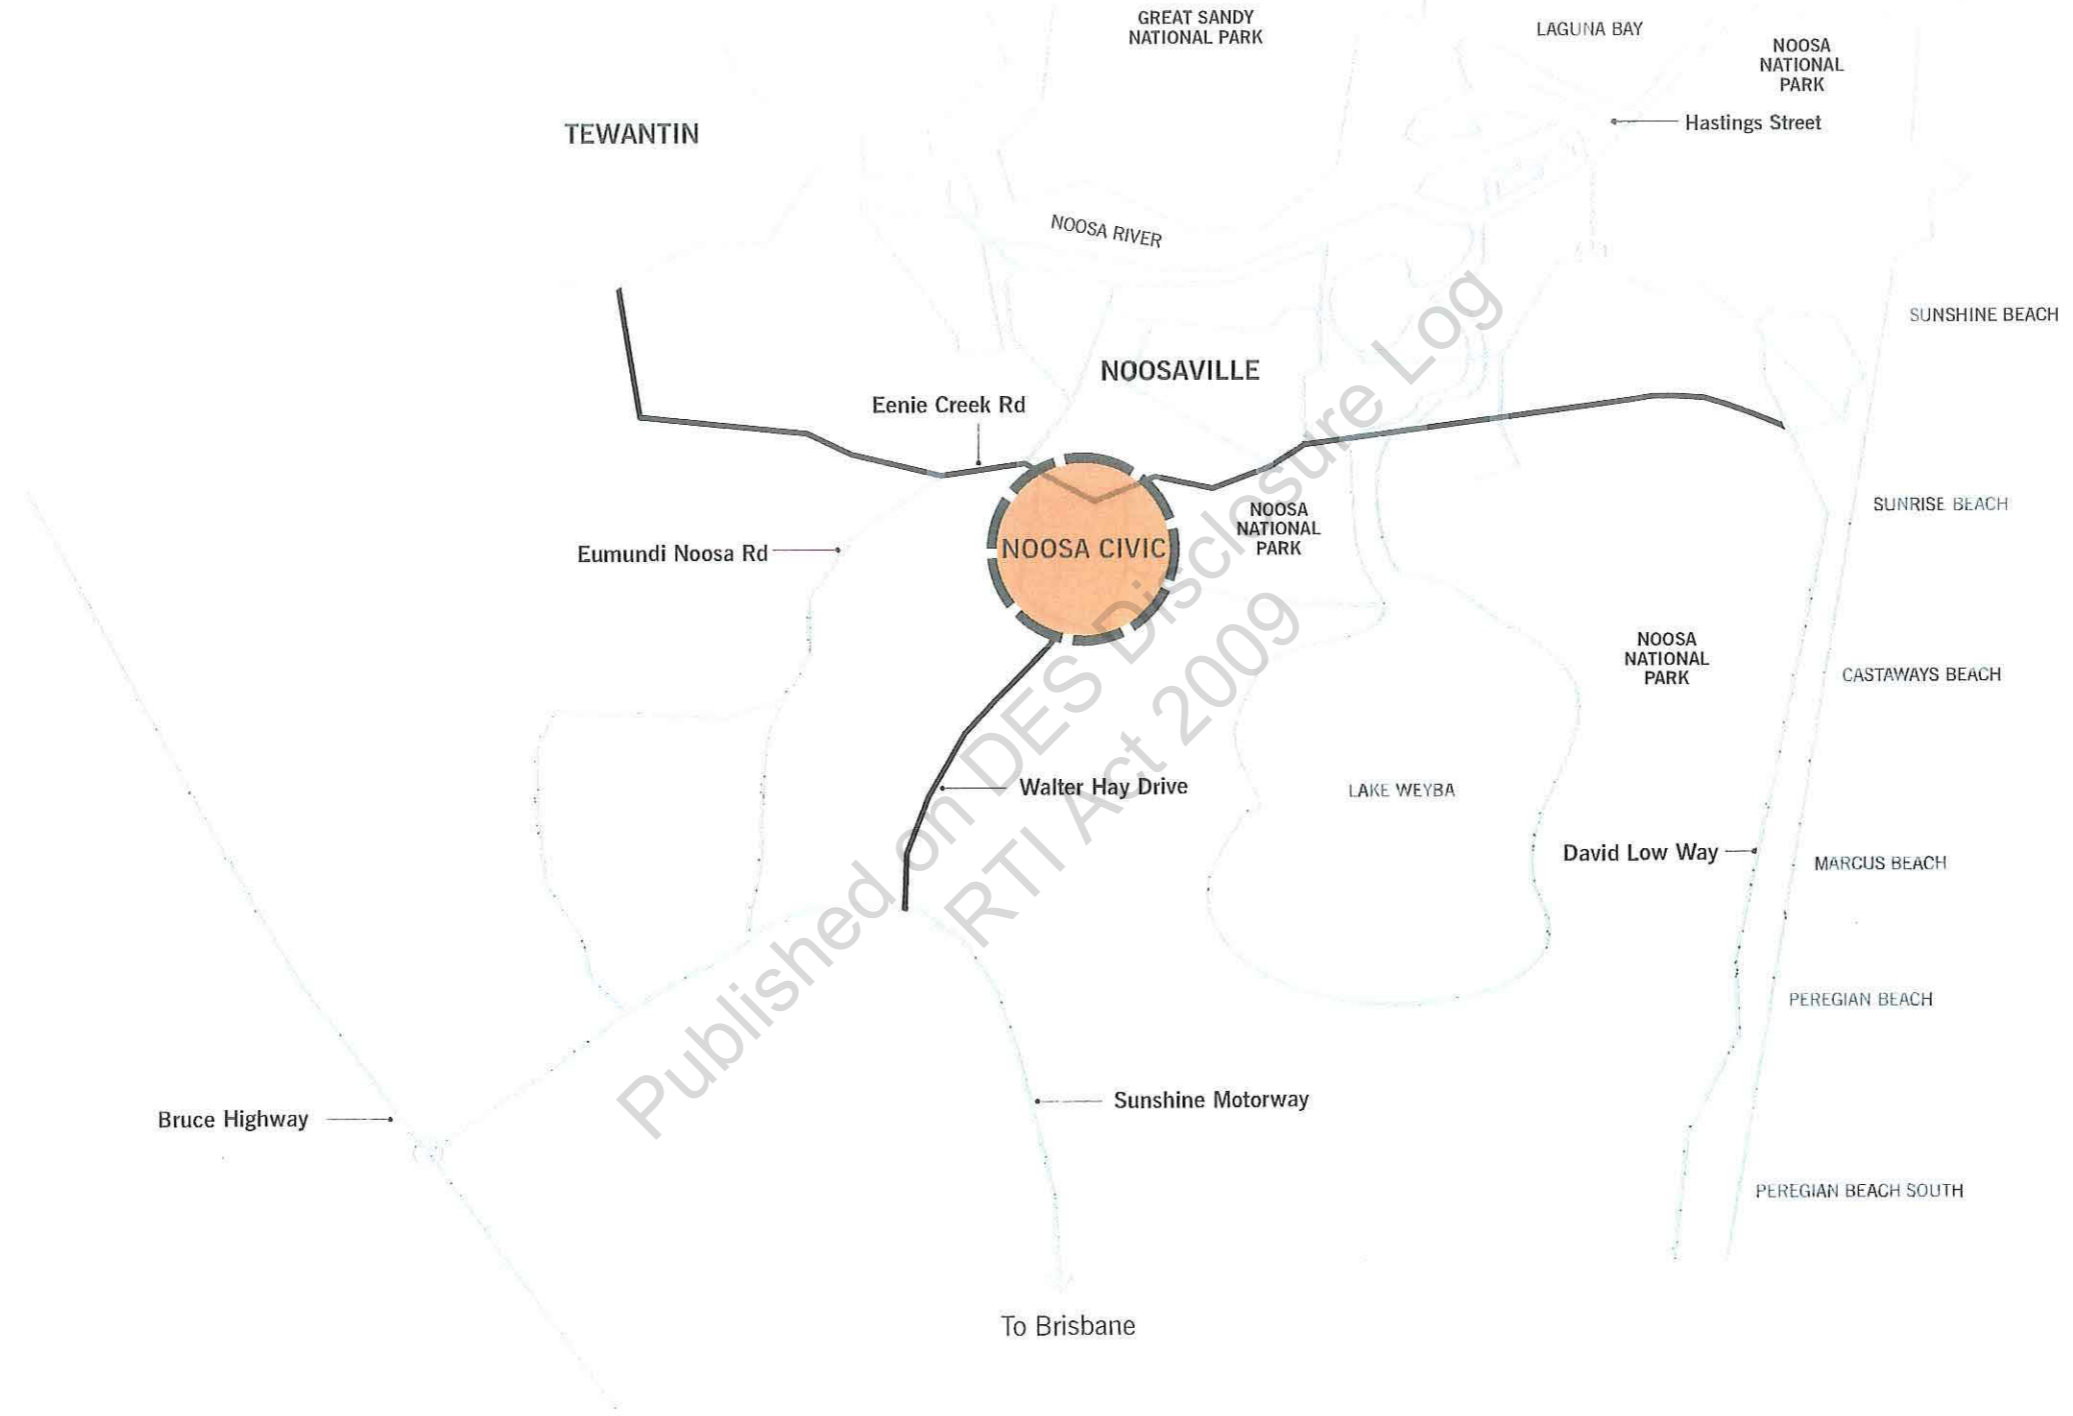 GREAT SANDY
NATIONAL PARK
LAGUNA BAY
NOOSA
NATIONAL
PARK
Hastings Street
TEWANTIN
NOOSA RIVER
SUNSHINE BEACH
NOOSAVILLE
Eenie Creek Rd
SUNRISE BEACH
NOOSA
NATIONAL
PARK
NOOSA CIVIC
Eumundi Noosa Rd
NOOSA
NATIONAL
PARK
CASTAWAYS BEACH
Walter Hay Drive
LAKE WEYBA
David Low Way
MARCUS BEACH
PEREGIAN BEACH
Sunshine Motorway
Bruce Highway
PEREGIAN BEACH SOUTH
To Brisbane
Published on DES Disclosure Log
RTI Act 2009